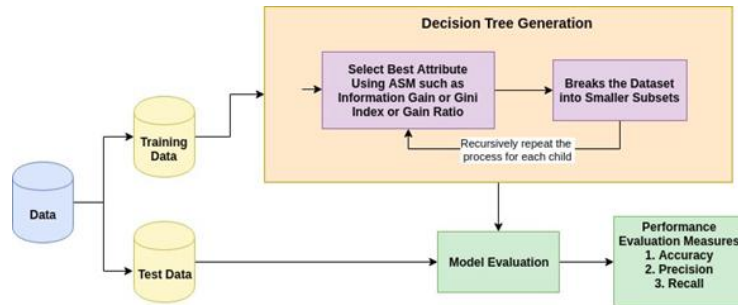 Decision Tree Generation
Select Best Attribute
Using ASM such as
Information Gain or Gini
Index or Gain Ratio
Breaks the Dataset
into Smaller Subsets
Recursively repeat the
process for each child
Training
Data
Data
Test Data
Model Evaluation
Performance
Evaluation Measures
1. Accuracy
2. Precision
3. Recall